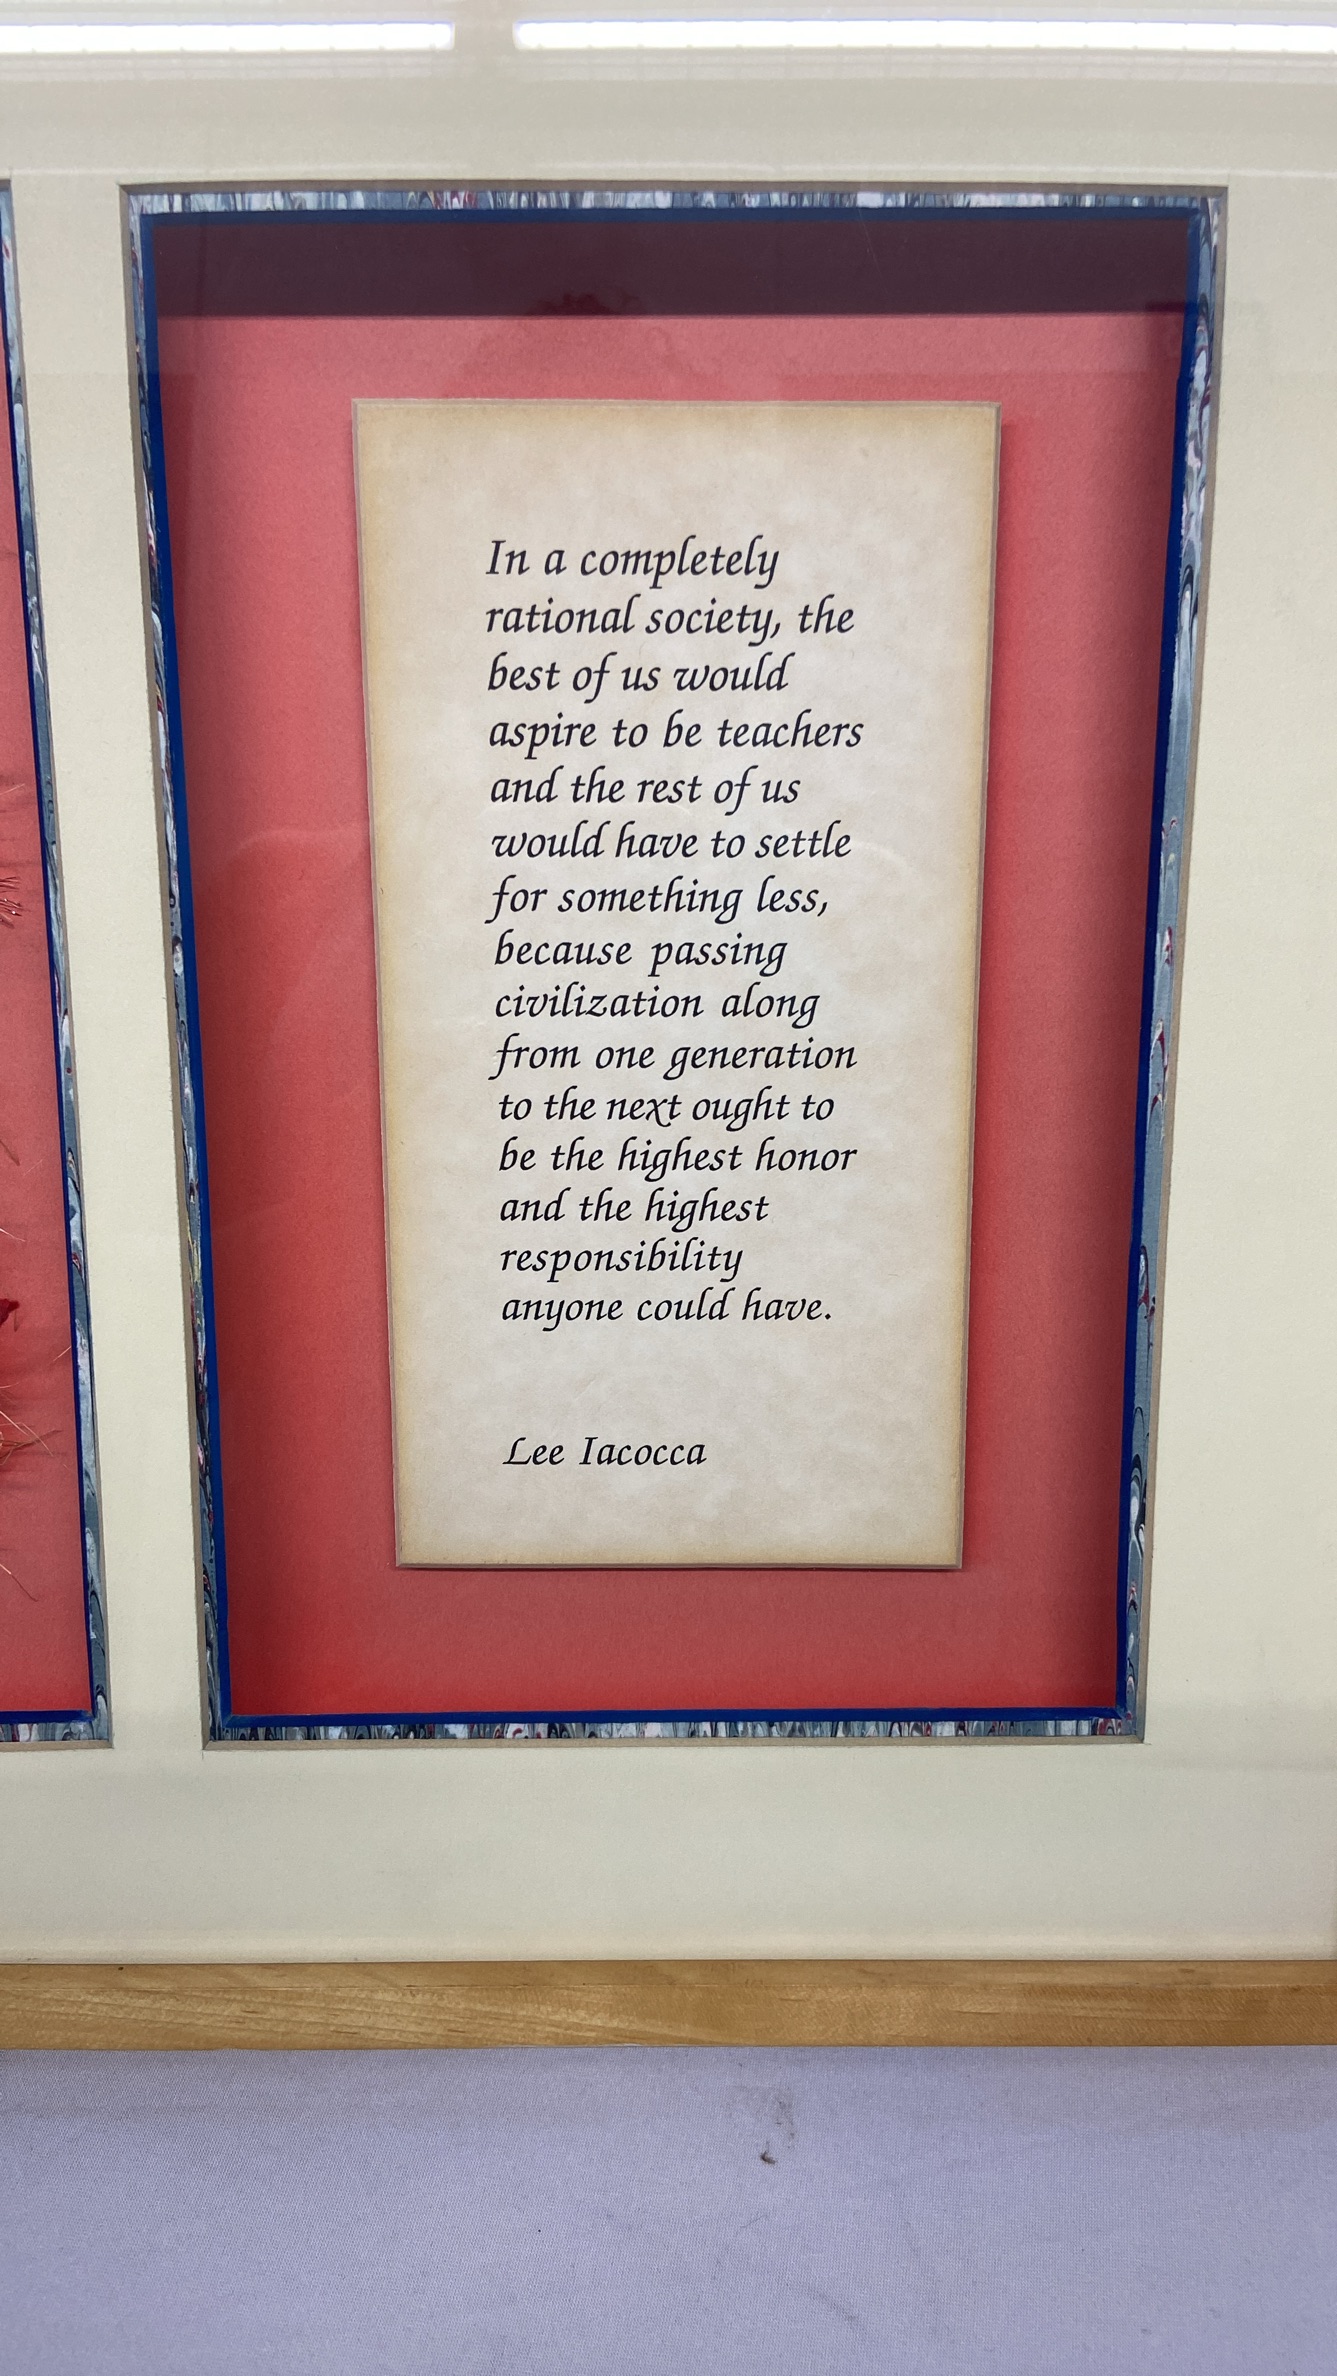 In a completely
rational society, the
best of us would
aspire to be teachers
and the rest of us
would have to settle
for something less,
because passing
civilization along
from one generation
to the next ought to
be the highest honor
and the highest
responsibility
anyone could have.
Lee Iacocca